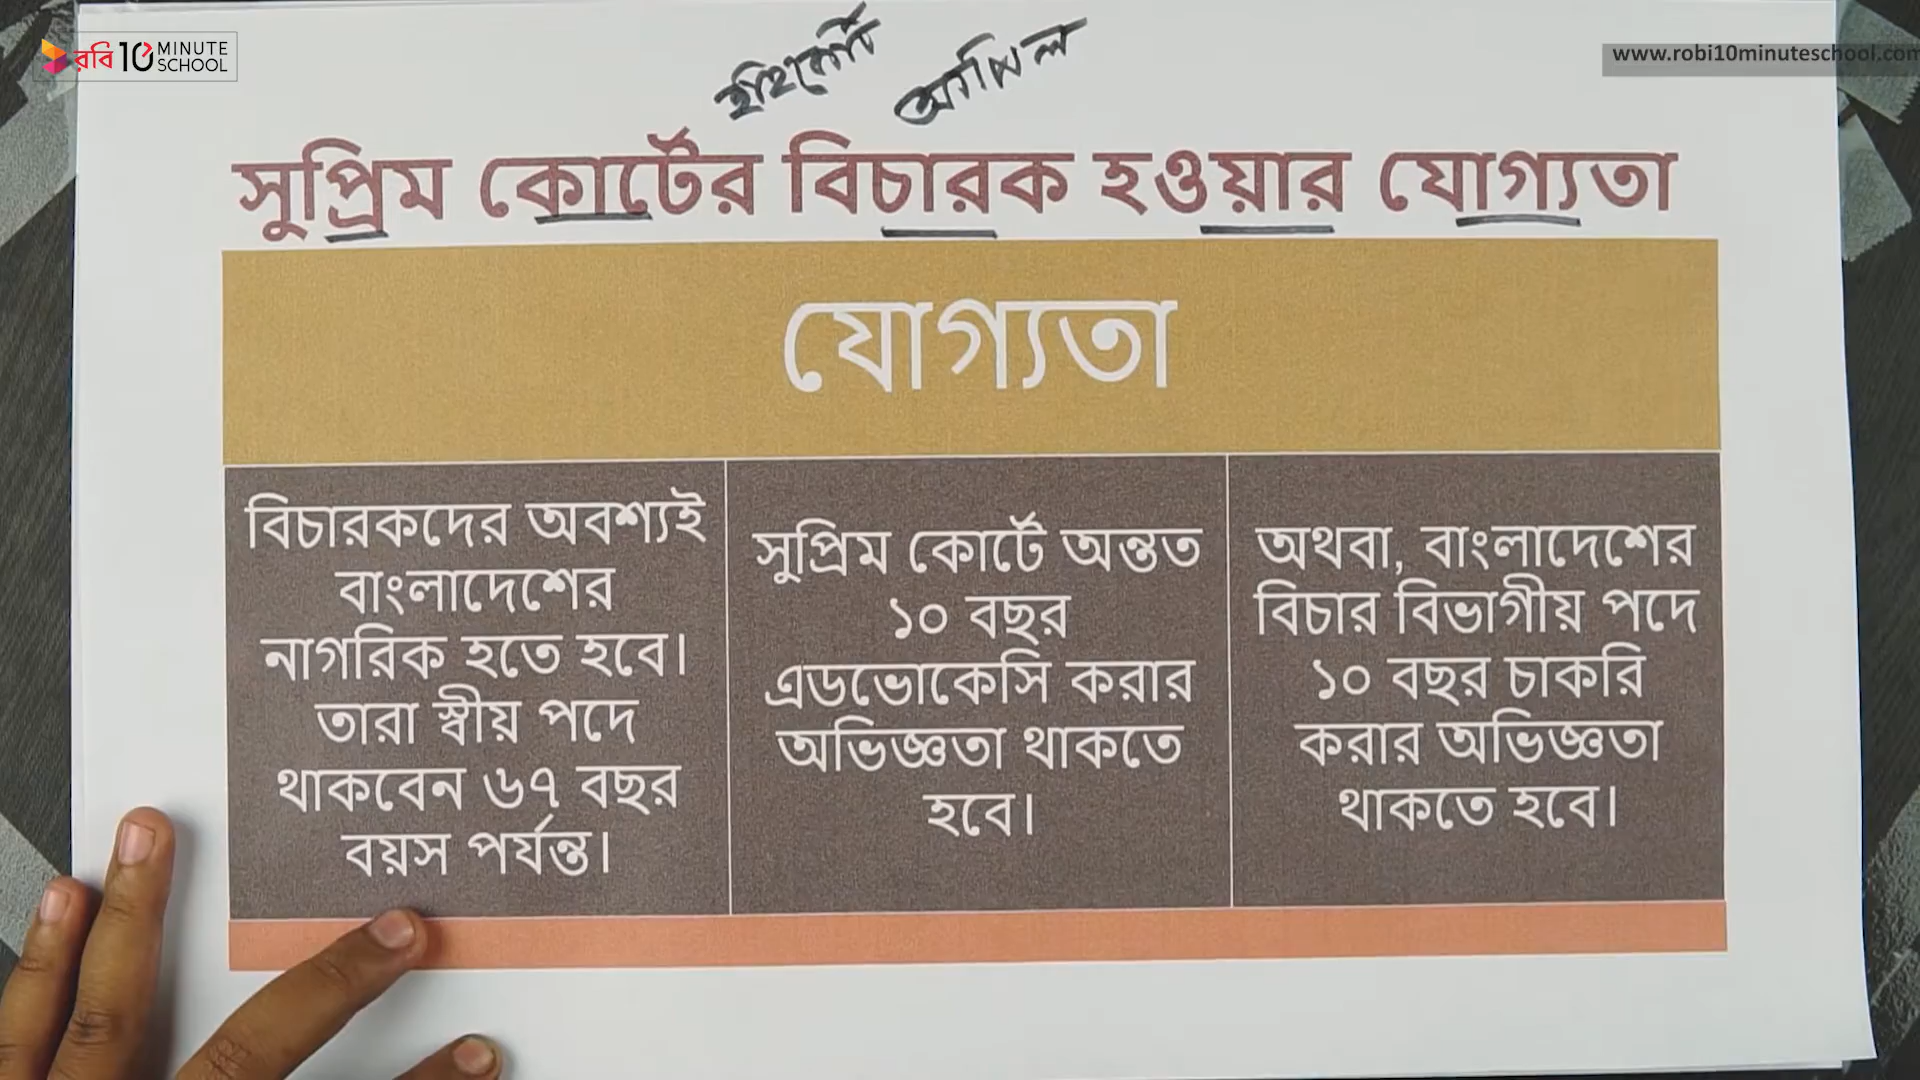 রবি 10 MINUTE SCHOOL
www.robi10minuteschool.com
হাইকোর্ট আপিল
সুপ্রিম কোর্টের বিচারক হওয়ার যোগ্যতা
যোগ্যতা
বিচারকদের অবশ্যই
বাংলাদেশের
নাগরিক হতে হবে।
তারা স্বীয় পদে
থাকবেন ৬৭ বছর
বয়স পর্যন্ত।
সুপ্রিম কোর্টে অন্তত
১০ বছর
এডভোকেসি করার
অভিজ্ঞতা থাকতে
হবে।
অথবা, বাংলাদেশের
বিচার বিভাগীয় পদে
১০ বছর চাকরি
করার অভিজ্ঞতা
থাকতে হবে।